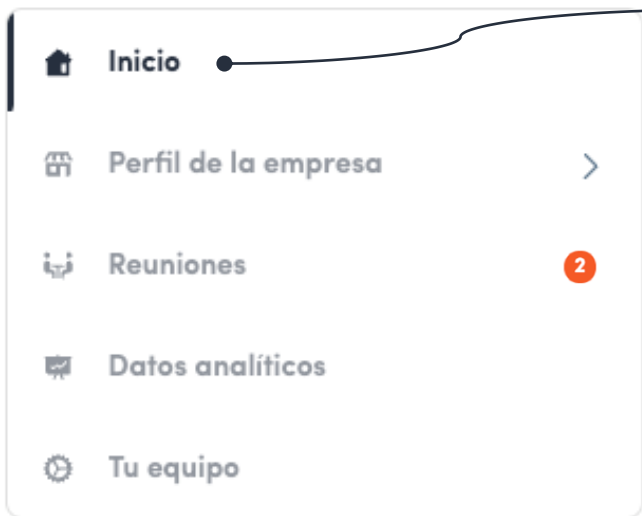 Inicio
Perfil de la empresa
Reuniones
2
Datos analíticos
Tu equipo